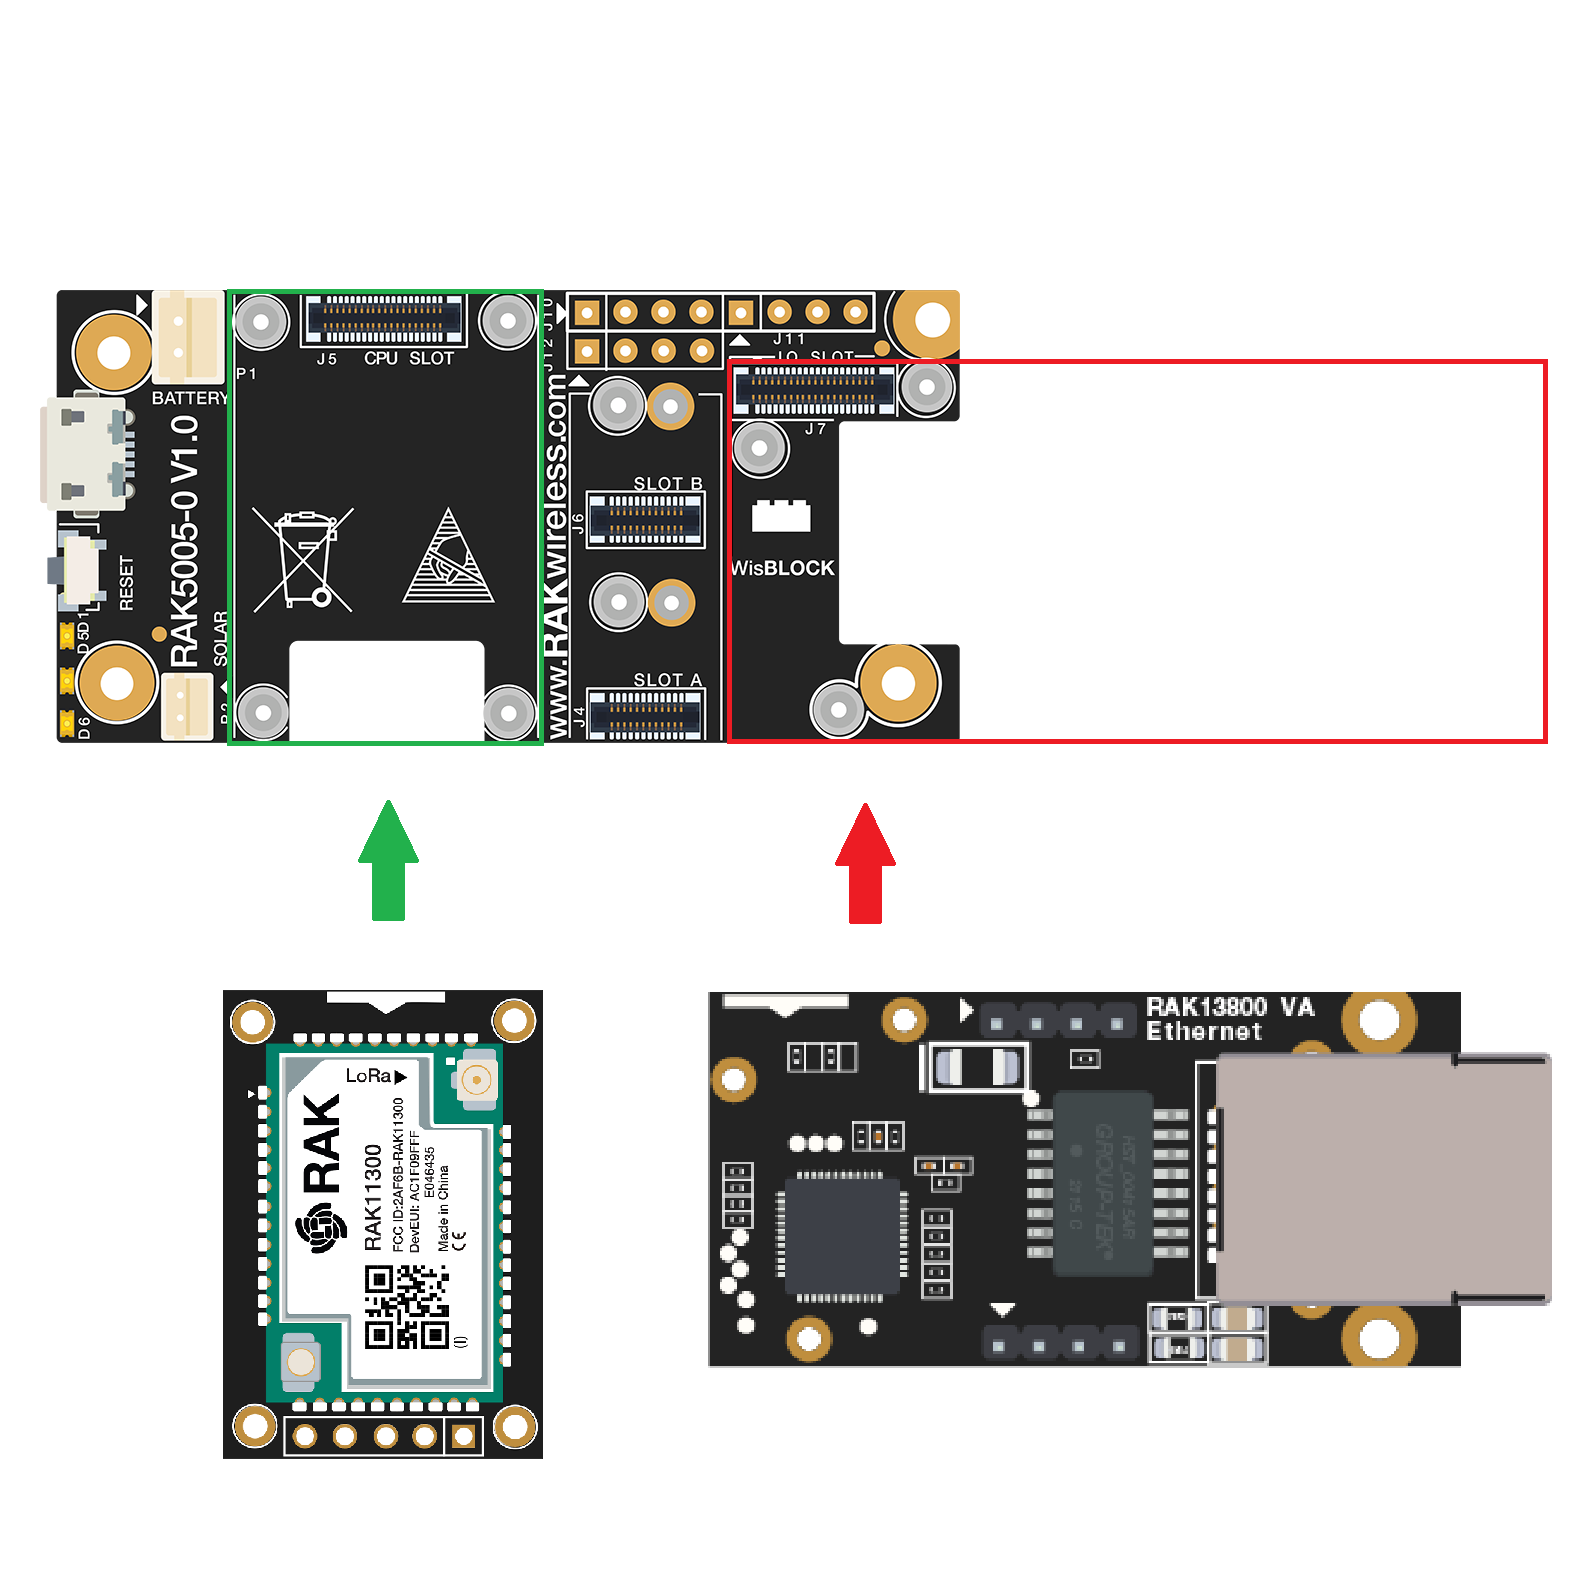 BATTERY
RESET
D1
D5
D6
RAK5005-0 V1.0
SOLAR
P1
J5 CPU SLOT
J10
J12
www.RAKwireless.com
J11
IO SLOT
J7
SLOT B
J6
SLOT A
J4
WisBLOCK
LoRa
RAK
RAK11300
FCC ID:2AF6B-RAK11300
DevEUI: AC1F09FFF
E046435
Made in China
CE
(I)
RAK13800 VA
Ethernet
GROUP-TEK